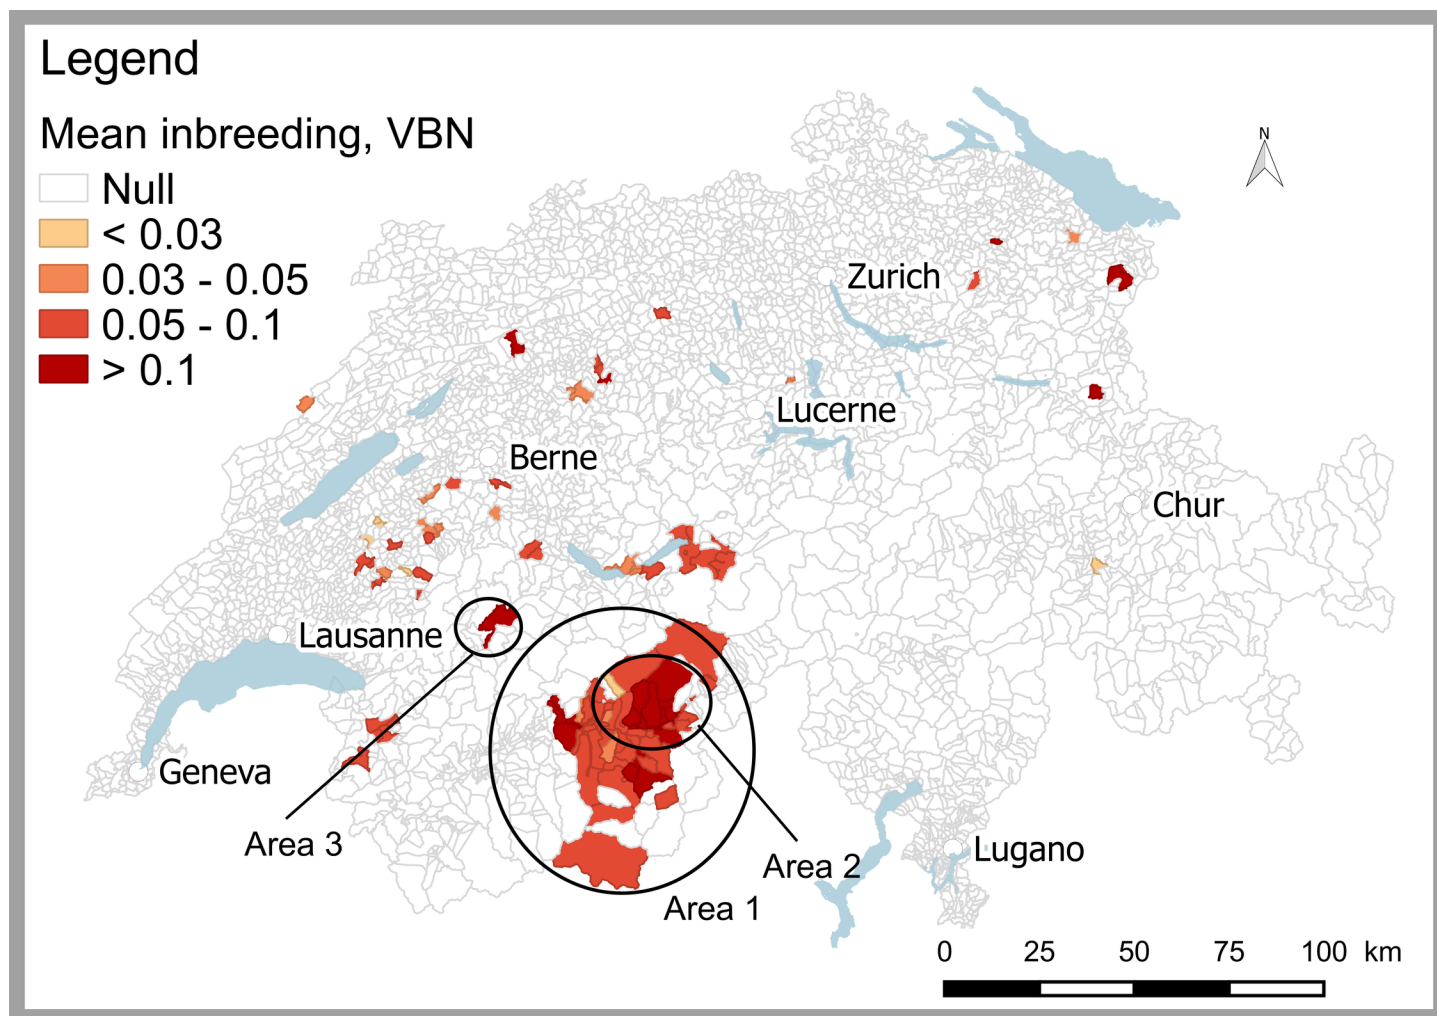 Legend
Mean inbreeding, VBN
Null
< 0.03
0.03 - 0.05
0.05 - 0.1
> 0.1
N
Zurich
Lucerne
Berne
Chur
Lausanne
Geneva
Area 3
Area 2
Lugano
Area 1
0 25 50 75 100 km